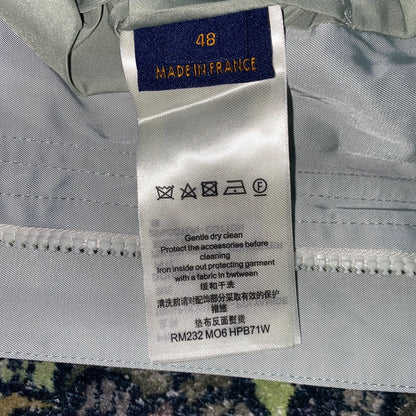 48
MADE IN FRANCE
Gentle dry clean
Protect the accessories before
cleaning
Iron inside out protecting garment
with a fabric in bwtween
缓和干洗
清洗前请对配饰部分采取有效的保护
措施
垫布反面熨烫
RM232 MO6 HPB71W